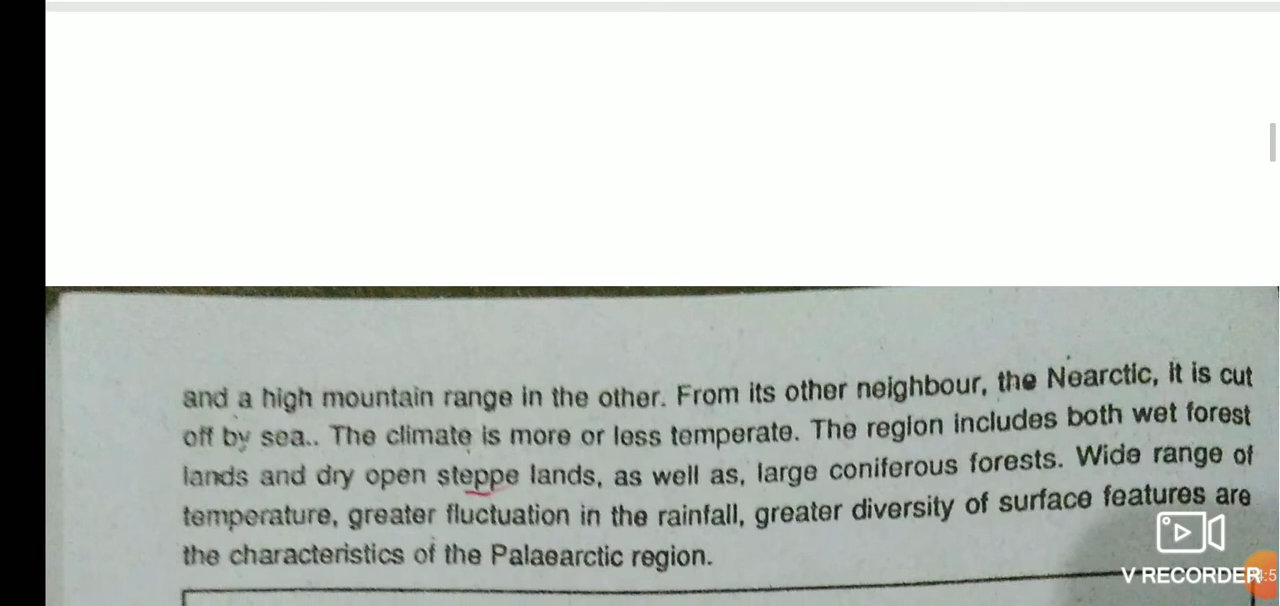 and a high mountain range in the other. From its other neighbour, the Nearctic, it is cut
off by sea.. The climate is more or less temperate. The region includes both wet forest
lands and dry open steppe lands, as well as, large coniferous forests. Wide range of
temperature, greater fluctuation in the rainfall, greater diversity of surface features are
the characteristics of the Palaearctic region.
V RECORDER